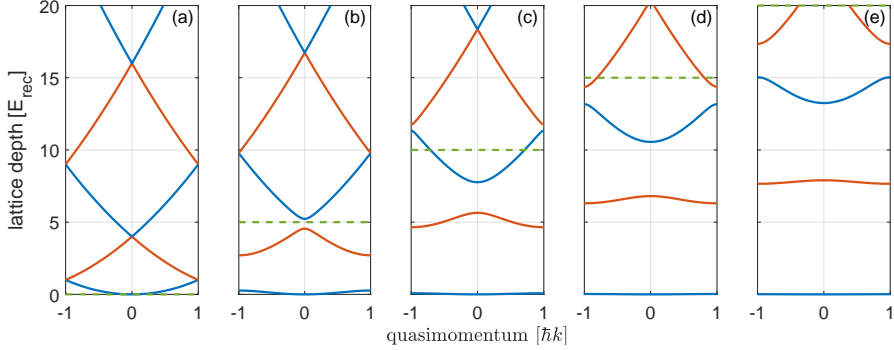 (a) (b) (c) (d) (e)
20
15
10
5
0
lattice depth [E_rec]
-1 0 1 -1 0 1 -1 0 1 -1 0 1 -1 0 1
quasimomentum [ℏk]